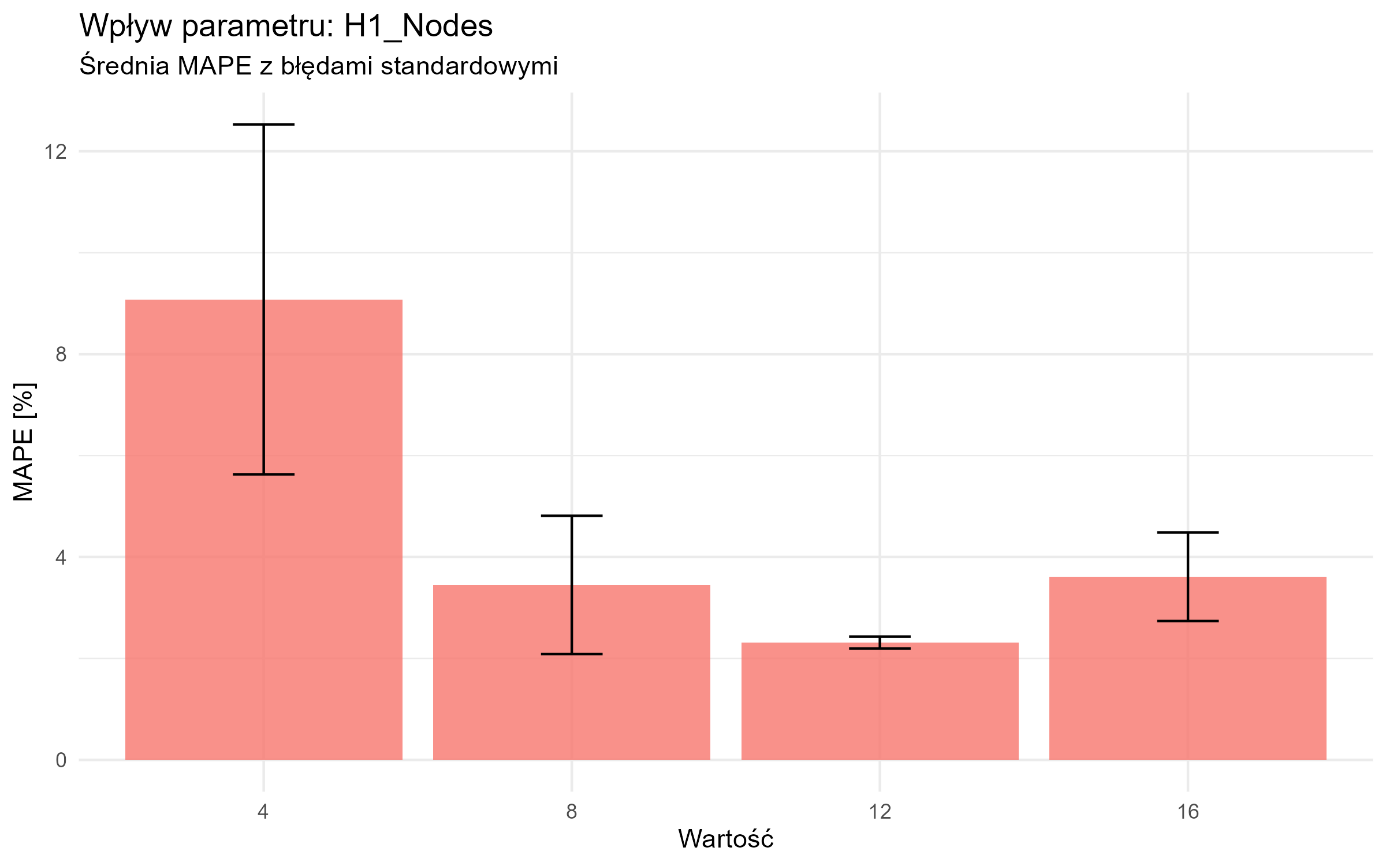 Wpływ parametru: H1_Nodes
Średnia MAPE z błędami standardowymi
MAPE [%]
12
8
4
0
4
8
12
16
Wartość